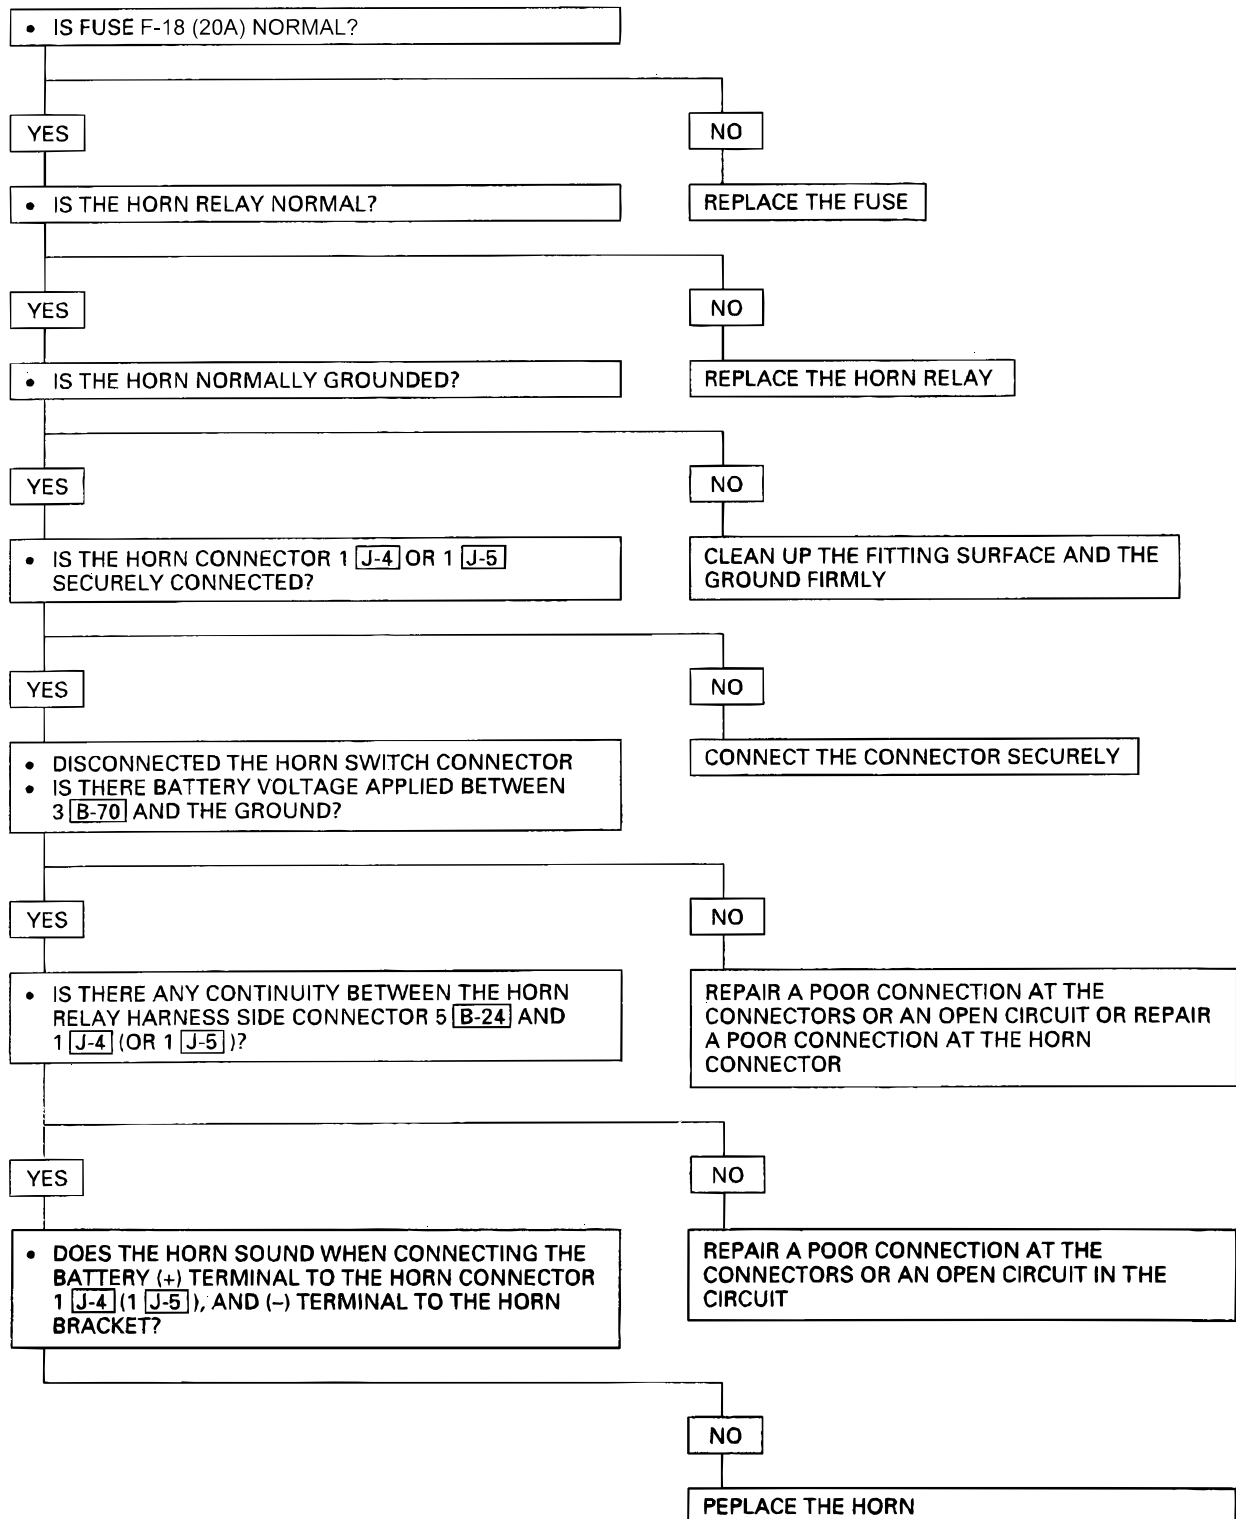 • IS FUSE F-18 (20A) NORMAL?
YES
NO
• IS THE HORN RELAY NORMAL?
REPLACE THE FUSE
YES
NO
• IS THE HORN NORMALLY GROUNDED?
REPLACE THE HORN RELAY
YES
NO
• IS THE HORN CONNECTOR 1 J-4 OR 1 J-5
SECURELY CONNECTED?
CLEAN UP THE FITTING SURFACE AND THE
GROUND FIRMLY
YES
NO
• DISCONNECTED THE HORN SWITCH CONNECTOR
• IS THERE BATTERY VOLTAGE APPLIED BETWEEN
3 B-70 AND THE GROUND?
CONNECT THE CONNECTOR SECURELY
YES
NO
• IS THERE ANY CONTINUITY BETWEEN THE HORN
RELAY HARNESS SIDE CONNECTOR 5 B-24 AND
1 J-4 (OR 1 J-5 )?
REPAIR A POOR CONNECTION AT THE
CONNECTORS OR AN OPEN CIRCUIT OR REPAIR
A POOR CONNECTION AT THE HORN
CONNECTOR
YES
NO
• DOES THE HORN SOUND WHEN CONNECTING THE
BATTERY (+) TERMINAL TO THE HORN CONNECTOR
1 J-4 (1 J-5 ), AND (–) TERMINAL TO THE HORN
BRACKET?
REPAIR A POOR CONNECTION AT THE
CONNECTORS OR AN OPEN CIRCUIT IN THE
CIRCUIT
NO
PEPLACE THE HORN